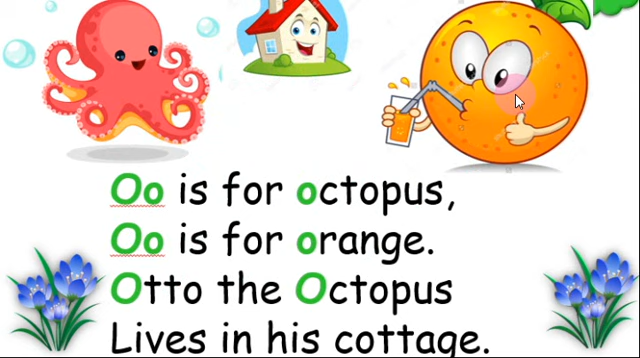 Oo is for octopus,
Oo is for orange.
Otto the Octopus
Lives in his cottage.